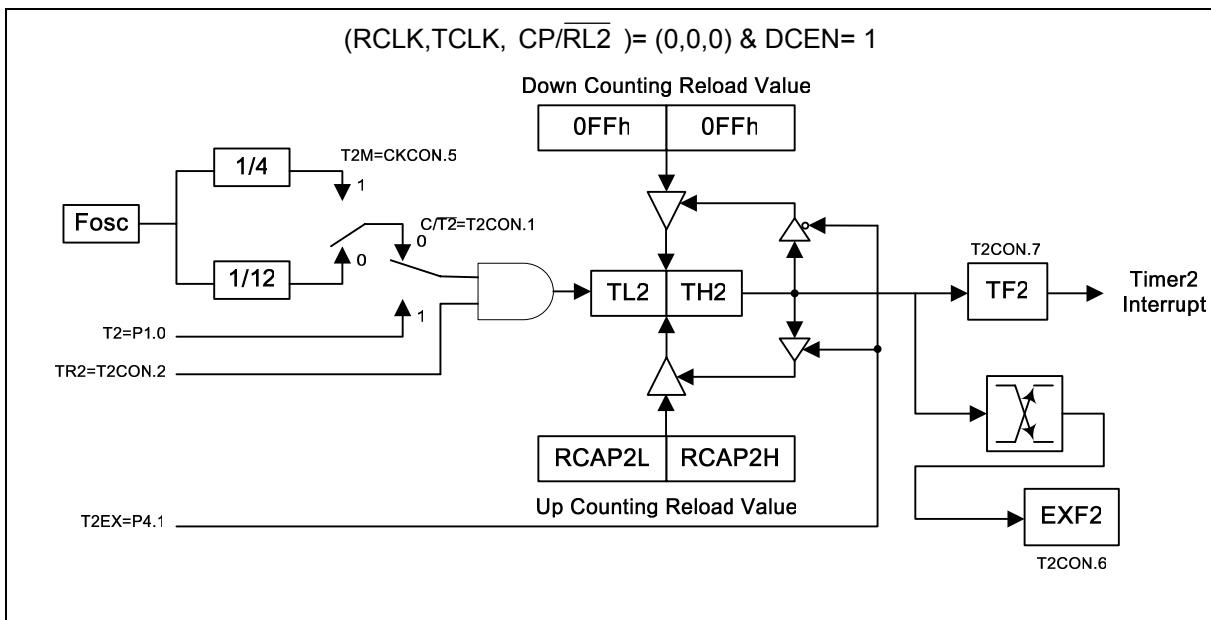 (RCLK,TCLK, CP/RL2 )= (0,0,0) & DCEN= 1
Down Counting Reload Value
0FFh 0FFh
1/4
T2M=CKCON.5
1
Fosc
C/T2=T2CON.1
0
0
1/12
TL2 TH2
T2CON.7
TF2
Timer2
Interrupt
1
T2=P1.0
TR2=T2CON.2
RCAP2L RCAP2H
Up Counting Reload Value
T2EX=P4.1
EXF2
T2CON.6